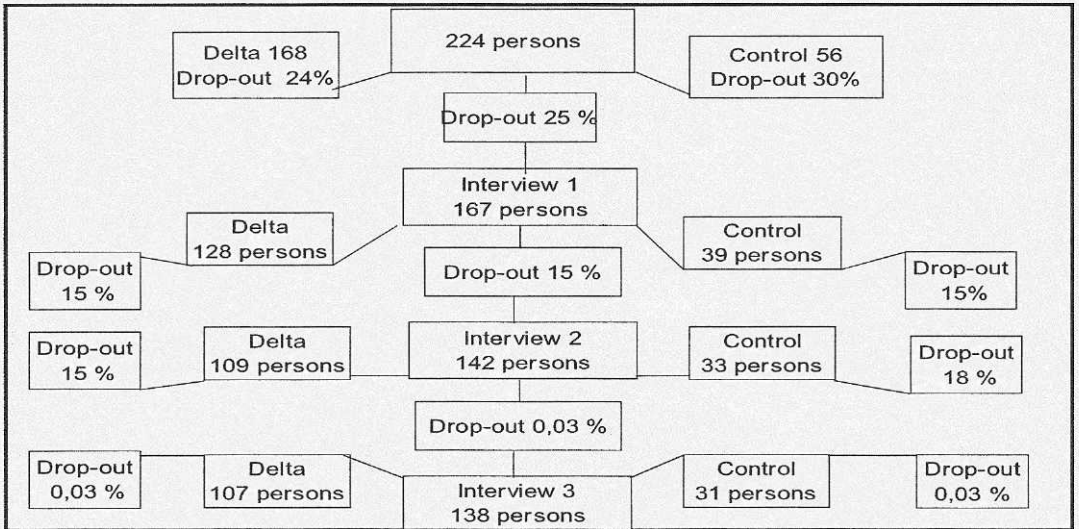 224 persons
Delta 168
Drop-out 24%
Control 56
Drop-out 30%
Drop-out 25 %
Interview 1
167 persons
Delta
128 persons
Control
39 persons
Drop-out
15 %
Drop-out 15 %
Drop-out
15%
Interview 2
142 persons
Delta
109 persons
Control
33 persons
Drop-out
15 %
Drop-out
18 %
Drop-out 0,03 %
Drop-out
0,03 %
Delta
107 persons
Interview 3
138 persons
Control
31 persons
Drop-out
0,03 %